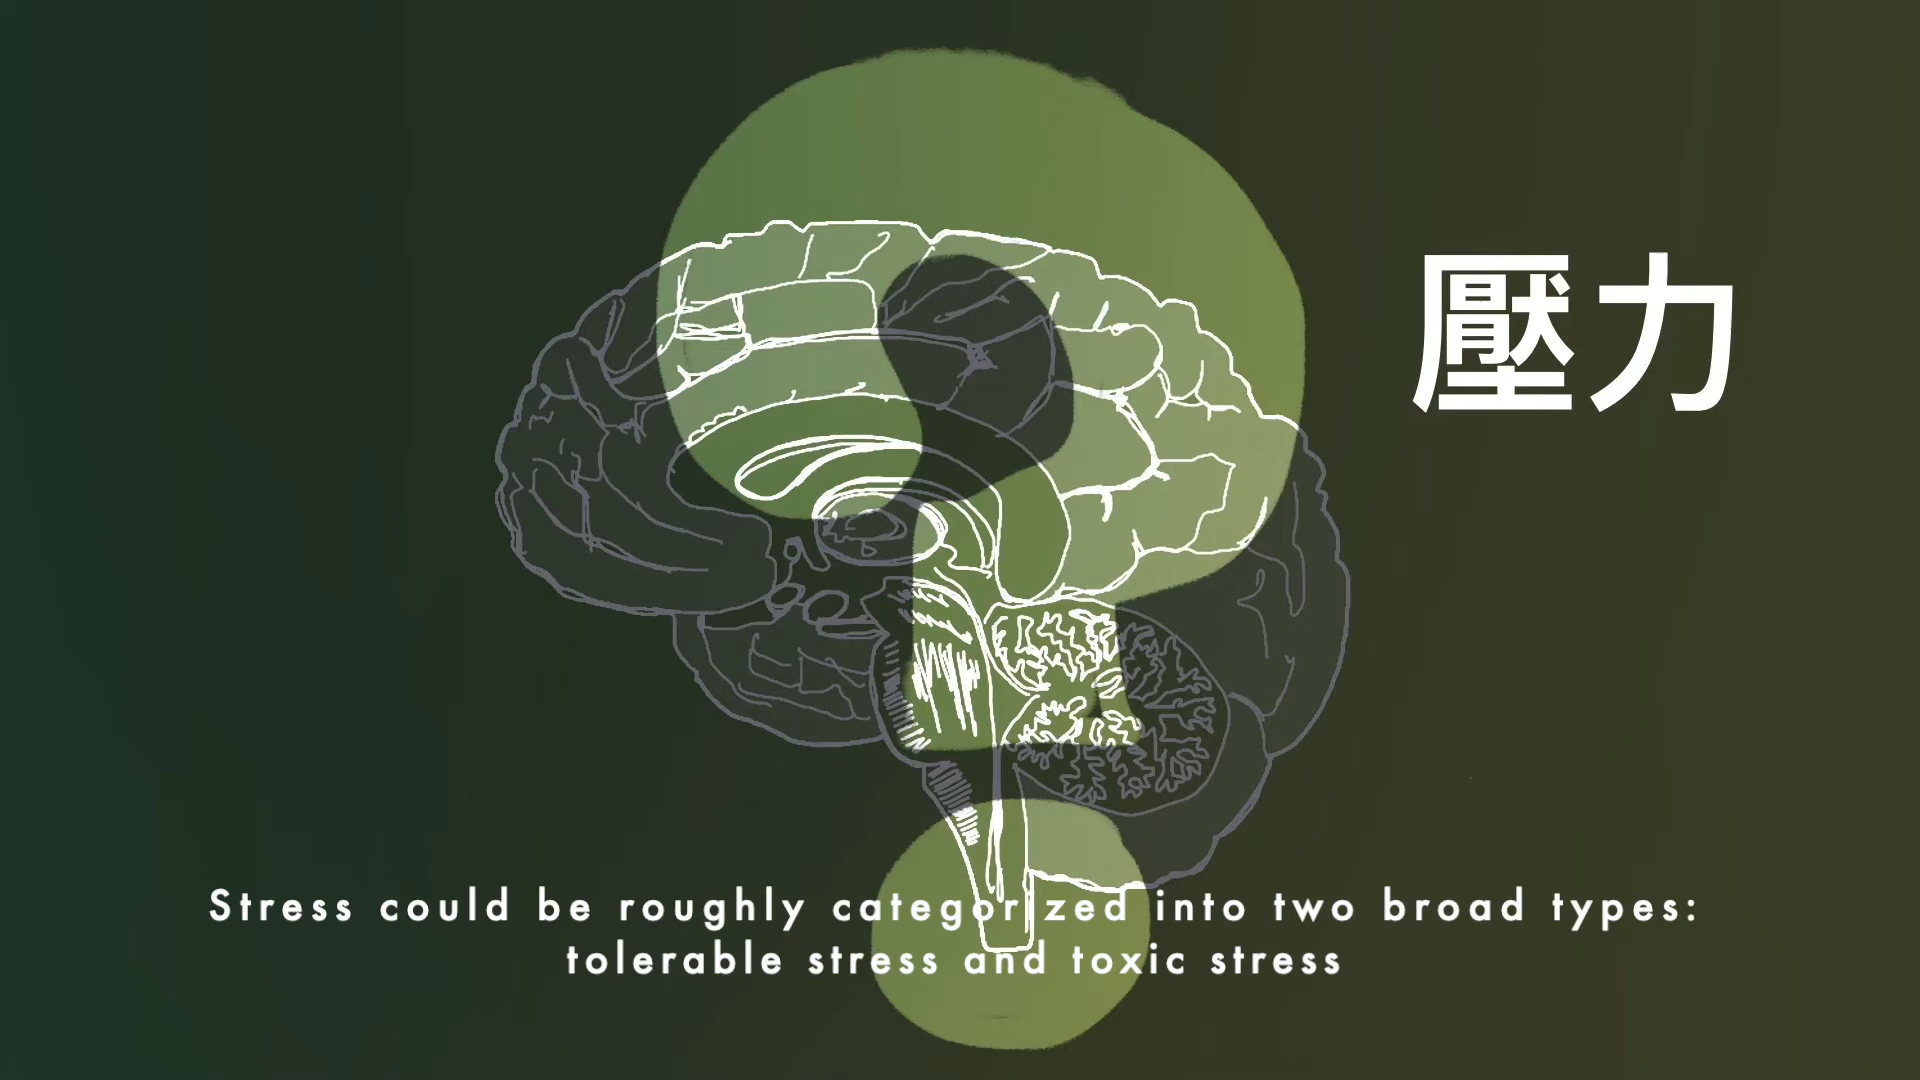 壓力
Stress could be roughly categorized into two broad types:
tolerable stress and toxic stress